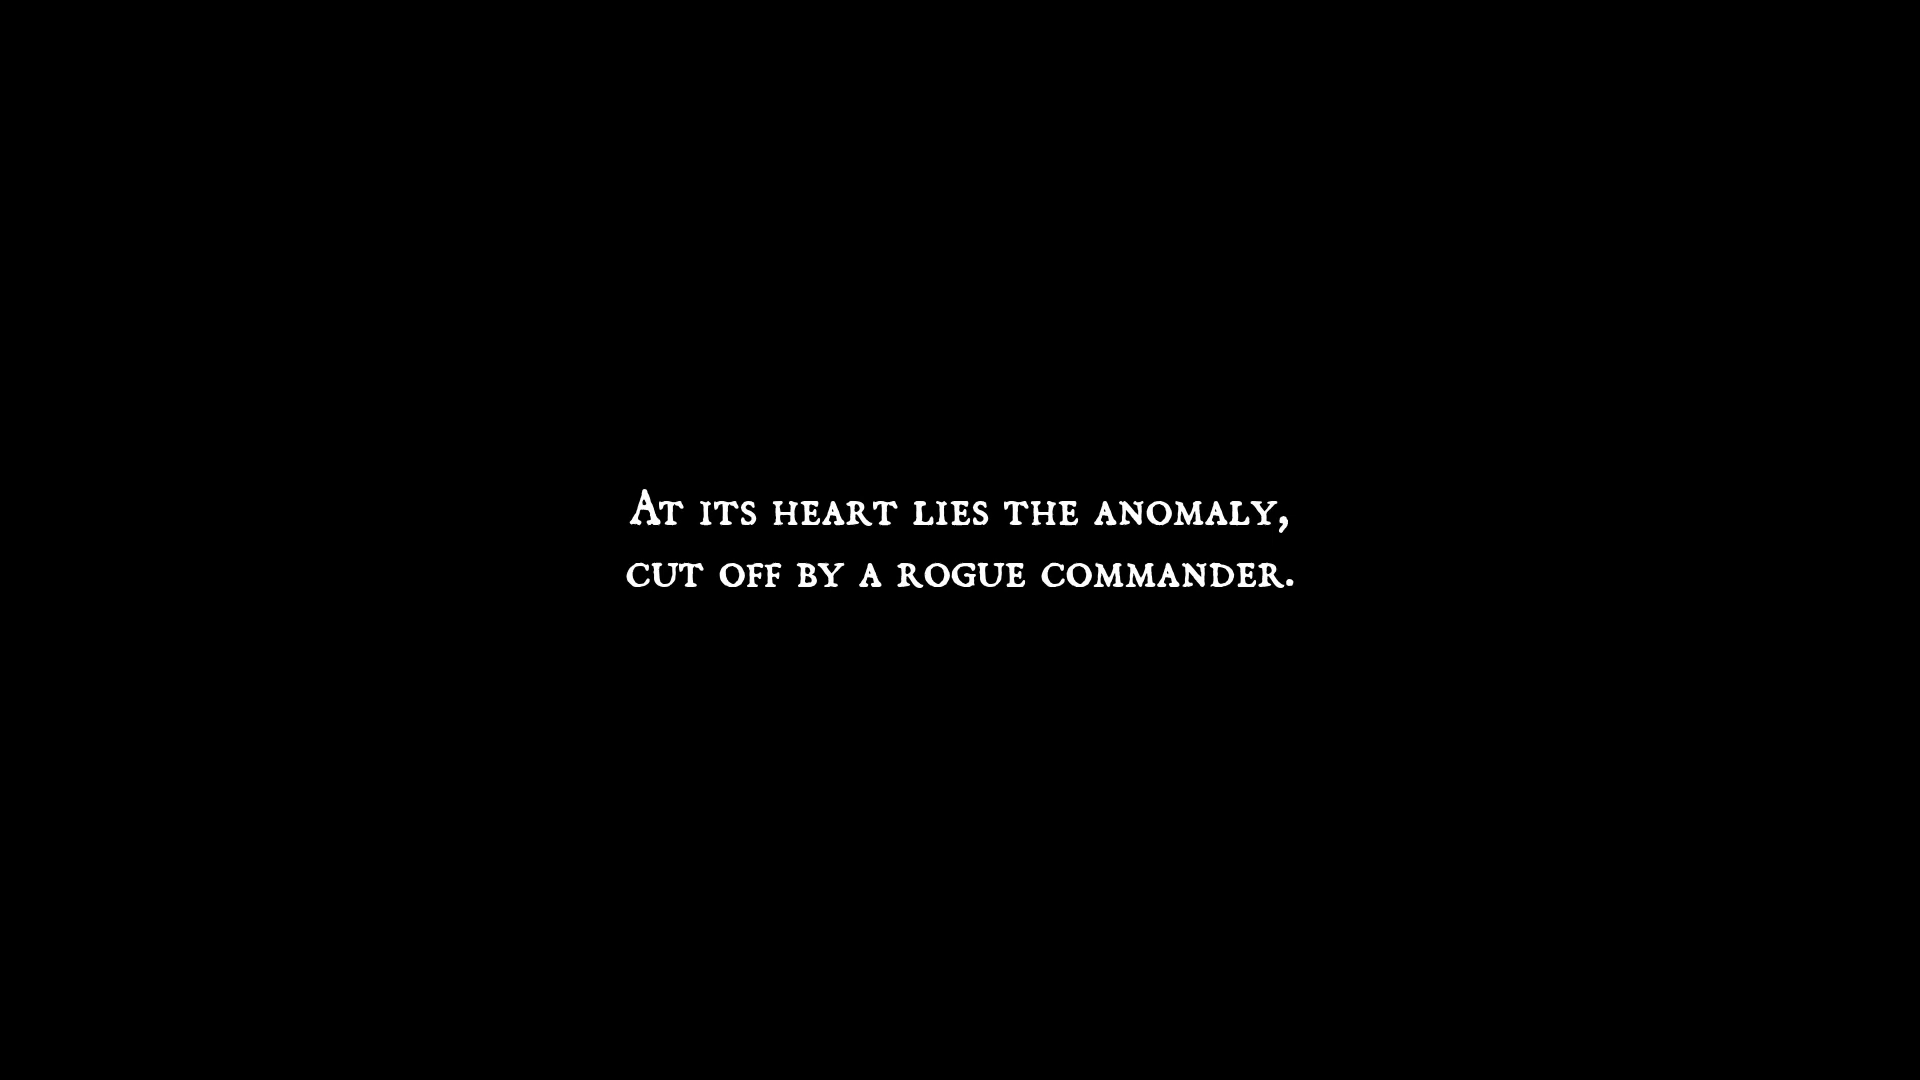 At its heart lies the anomaly,
cut off by a rogue commander.